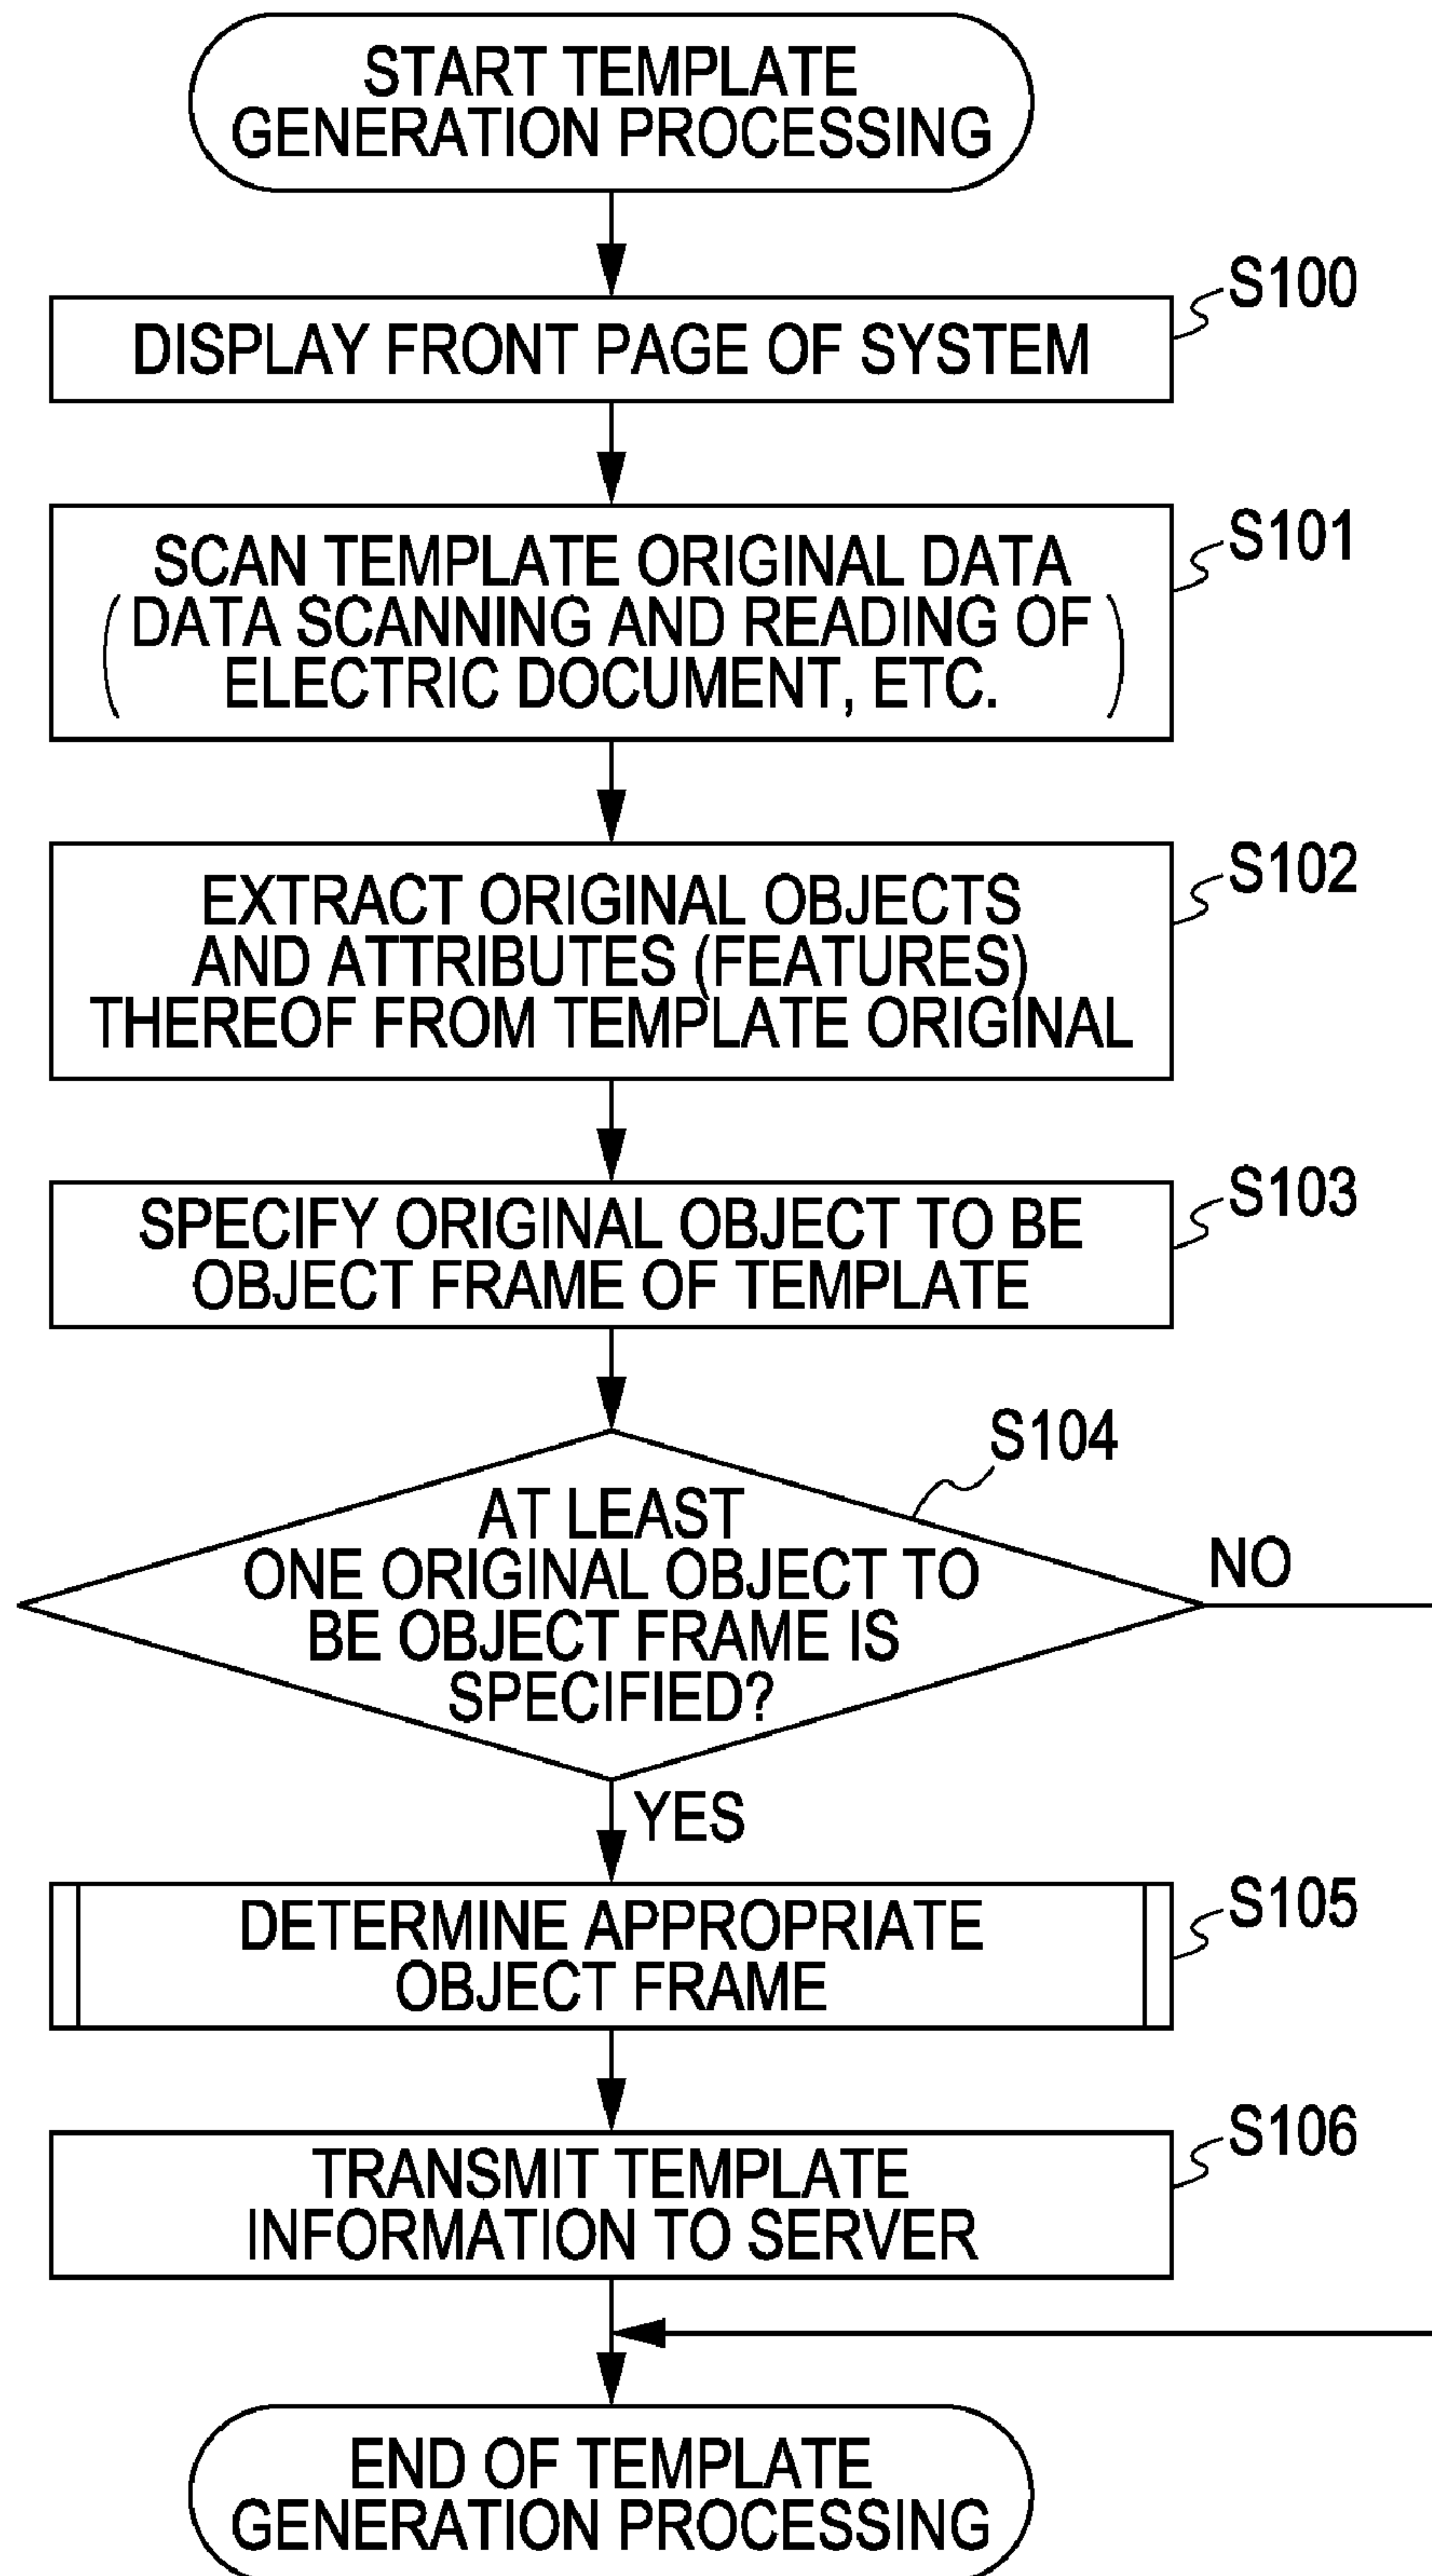 START TEMPLATE
GENERATION PROCESSING
S100
DISPLAY FRONT PAGE OF SYSTEM
S101
SCAN TEMPLATE ORIGINAL DATA
( DATA SCANNING AND READING OF
ELECTRIC DOCUMENT, ETC. )
S102
EXTRACT ORIGINAL OBJECTS
AND ATTRIBUTES (FEATURES)
THEREOF FROM TEMPLATE ORIGINAL
S103
SPECIFY ORIGINAL OBJECT TO BE
OBJECT FRAME OF TEMPLATE
S104
AT LEAST
ONE ORIGINAL OBJECT TO
BE OBJECT FRAME IS
SPECIFIED?
NO
YES
S105
DETERMINE APPROPRIATE
OBJECT FRAME
S106
TRANSMIT TEMPLATE
INFORMATION TO SERVER
END OF TEMPLATE
GENERATION PROCESSING